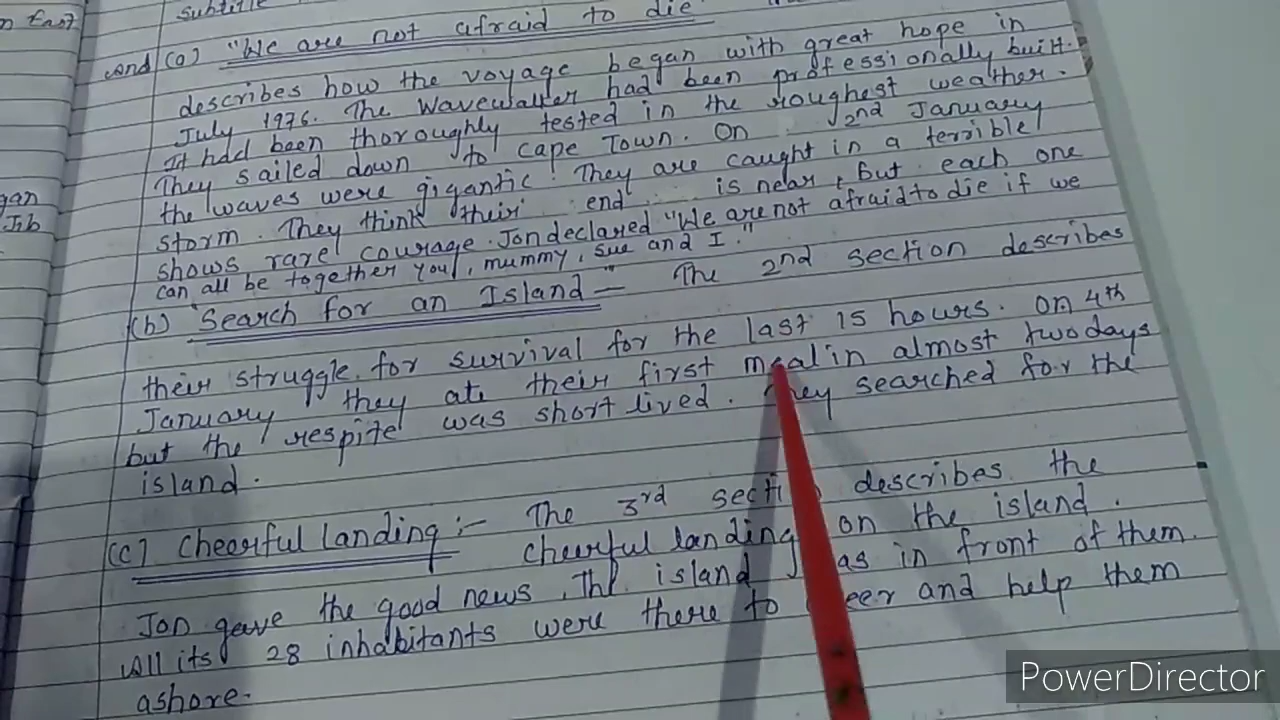 n East
subtitle
and (a) "We are not afraid to die
describes how the voyage began with great hope in
July 1976. The Wavewalker had been professionally built.
It had been thoroughly tested in the roughest weather.
They sailed down to Cape Town. On 2nd January
the waves were gigantic. They are caught in a terrible
storm. They think their end is near, but each one
shows rare courage. Jon declared "We are not afraid to die if we
can all be together you, mummy, sue and I."
(b) "Search for an Island" – The 2nd section describes
their struggle for survival for the last 15 hours. On 4th
January they ate their first meal in almost two days
but the respite was short lived. They searched for the
island.
(c) Cheerful Landing :- The 3rd section describes the
cheerful landing on the island.
Jon gave the good news. The island was in front of them.
All its 28 inhabitants were there to cheer and help them
ashore.
gan
Job
PowerDirector